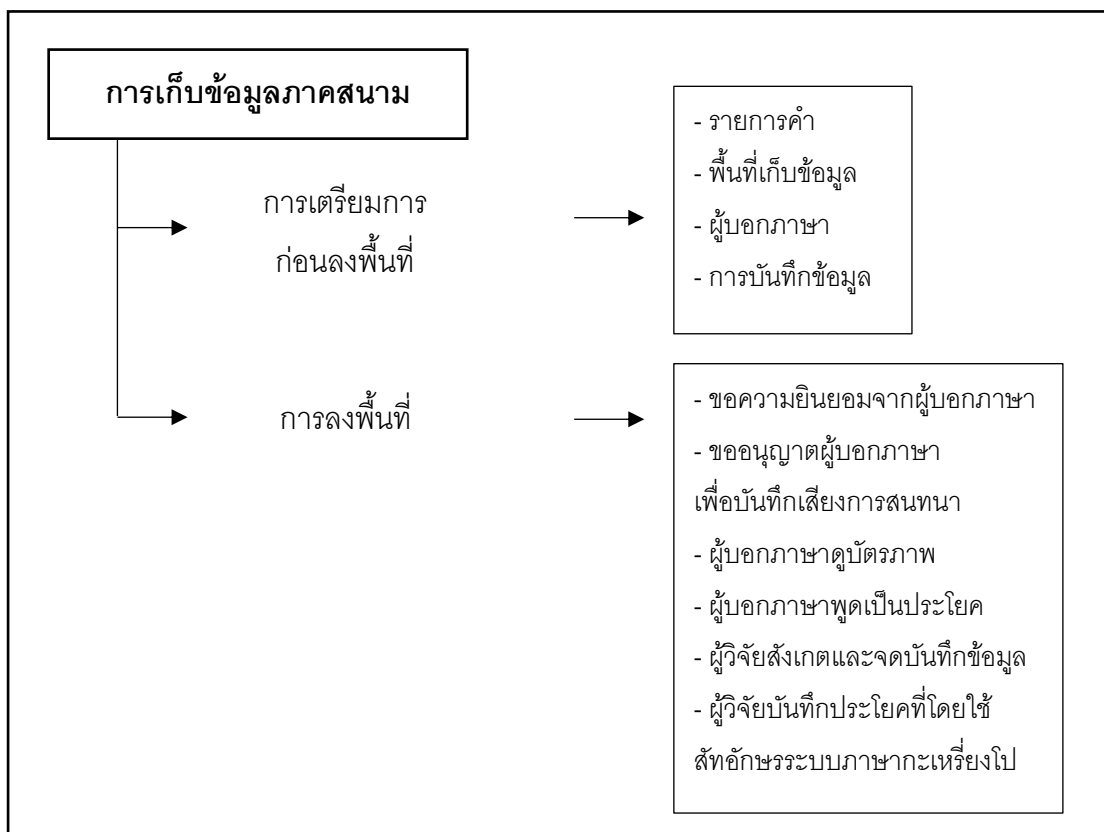 การเก็บข้อมูลภาคสนาม
การเตรียมการ
ก่อนลงพื้นที่
- รายการคำ
- พื้นที่เก็บข้อมูล
- ผู้บอกภาษา
- การบันทึกข้อมูล
การลงพื้นที่
- ขอความยินยอมจากผู้บอกภาษา
- ขออนุญาตผู้บอกภาษา
เพื่อบันทึกเสียงการสนทนา
- ผู้บอกภาษาดูบัตรภาพ
- ผู้บอกภาษาพูดเป็นประโยค
- ผู้วิจัยสังเกตและจดบันทึกข้อมูล
- ผู้วิจัยบันทึกประโยคที่โดยใช้
สัทอักษรระบบภาษากะเหรี่ยงโป